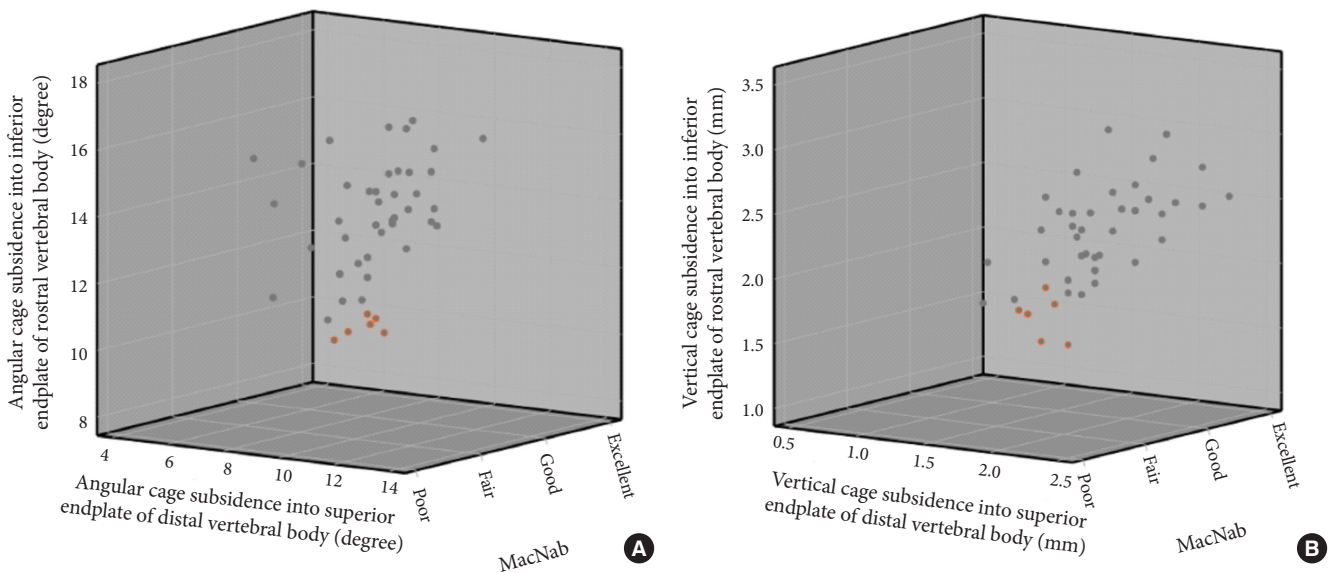 Angular cage subsidence into inferior
endplate of rostral vertebral body (degree)
18
16
14
12
10
8
4
6
8
10
12
14
Angular cage subsidence into superior
endplate of distal vertebral body (degree)
Poor
Fair
Good
Excellent
MacNab
A
Vertical cage subsidence into inferior
endplate of rostral vertebral body (mm)
3.5
3.0
2.5
2.0
1.5
1.0
0.5
1.0
1.5
2.0
2.5
Vertical cage subsidence into superior
endplate of distal vertebral body (mm)
Poor
Fair
Good
Excellent
MacNab
B